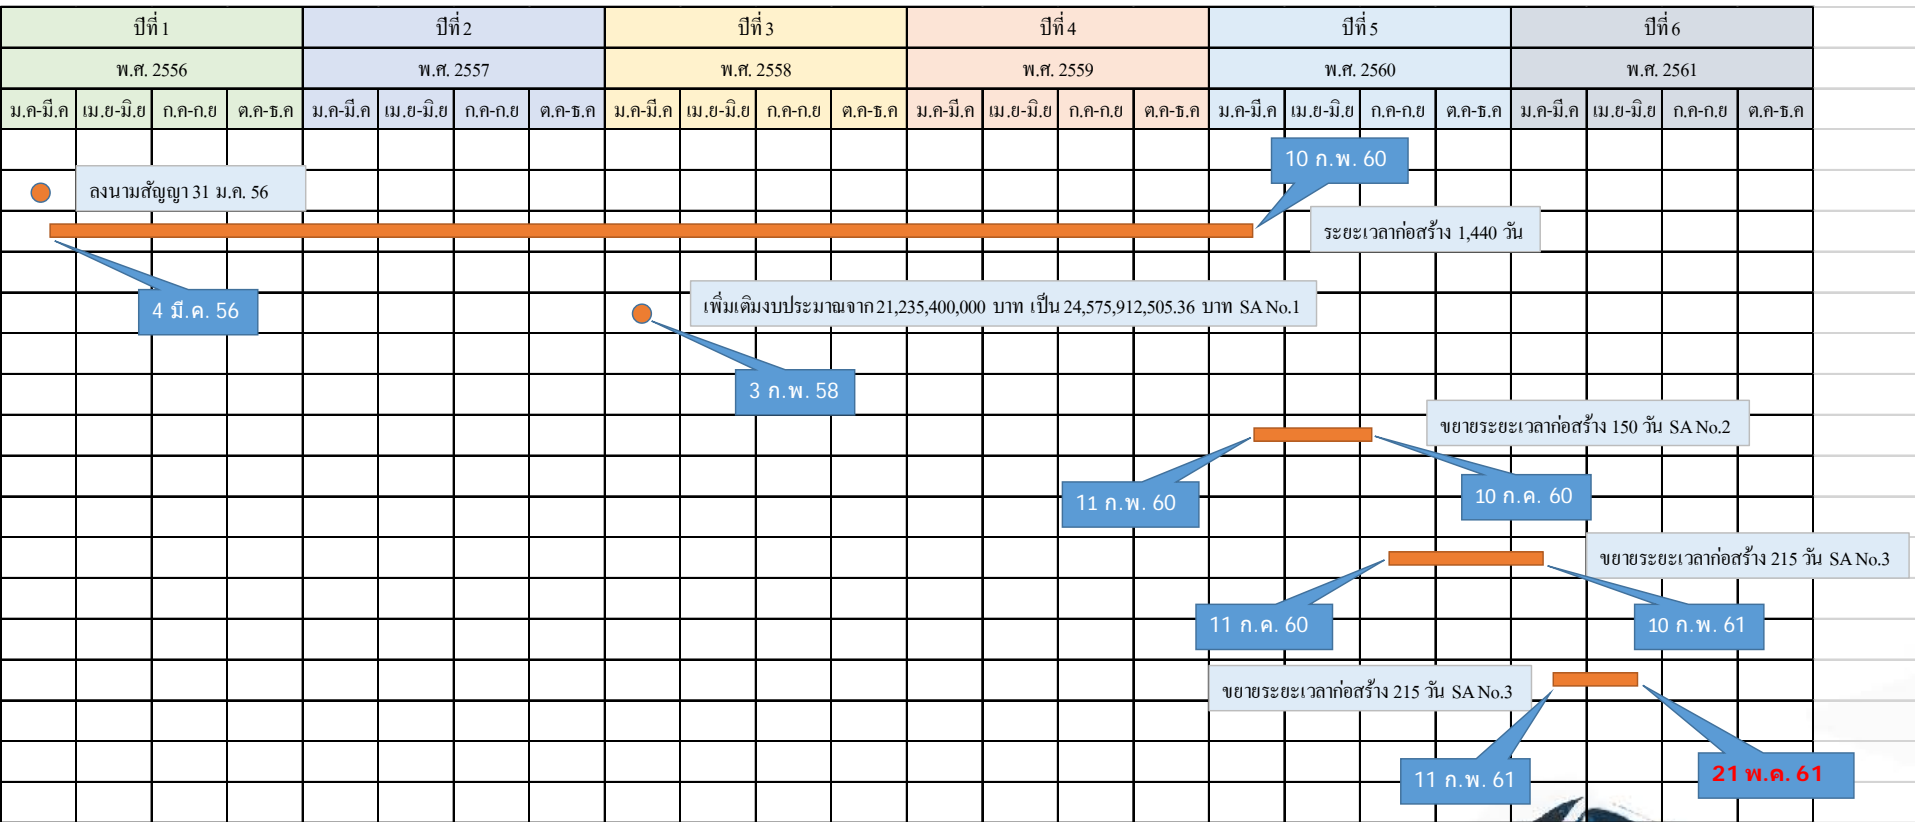 ปีที่ 1 ปีที่ 2 ปีที่ 3 ปีที่ 4 ปีที่ 5 ปีที่ 6
พ.ศ. 2556 พ.ศ. 2557 พ.ศ. 2558 พ.ศ. 2559 พ.ศ. 2560 พ.ศ. 2561
ม.ค-มี.ค เม.ย-มิ.ย ก.ค-ก.ย ต.ค-ธ.ค ม.ค-มี.ค เม.ย-มิ.ย ก.ค-ก.ย ต.ค-ธ.ค ม.ค-มี.ค เม.ย-มิ.ย ก.ค-ก.ย ต.ค-ธ.ค ม.ค-มี.ค เม.ย-มิ.ย ก.ค-ก.ย ต.ค-ธ.ค ม.ค-มี.ค เม.ย-มิ.ย ก.ค-ก.ย ต.ค-ธ.ค ม.ค-มี.ค เม.ย-มิ.ย ก.ค-ก.ย ต.ค-ธ.ค
10 ก.พ. 60
ลงนามสัญญา 31 ม.ค. 56
ระยะเวลาก่อสร้าง 1,440 วัน
4 มี.ค. 56
เพิ่มเติมงบประมาณจาก 21,235,400,000 บาท เป็น 24,575,912,505.36 บาท SA No.1
3 ก.พ. 58
ขยายระยะเวลาก่อสร้าง 150 วัน SA No.2
11 ก.พ. 60
10 ก.ค. 60
ขยายระยะเวลาก่อสร้าง 215 วัน SA No.3
11 ก.ค. 60
10 ก.พ. 61
ขยายระยะเวลาก่อสร้าง 215 วัน SA No.3
11 ก.พ. 61
21 พ.ค. 61